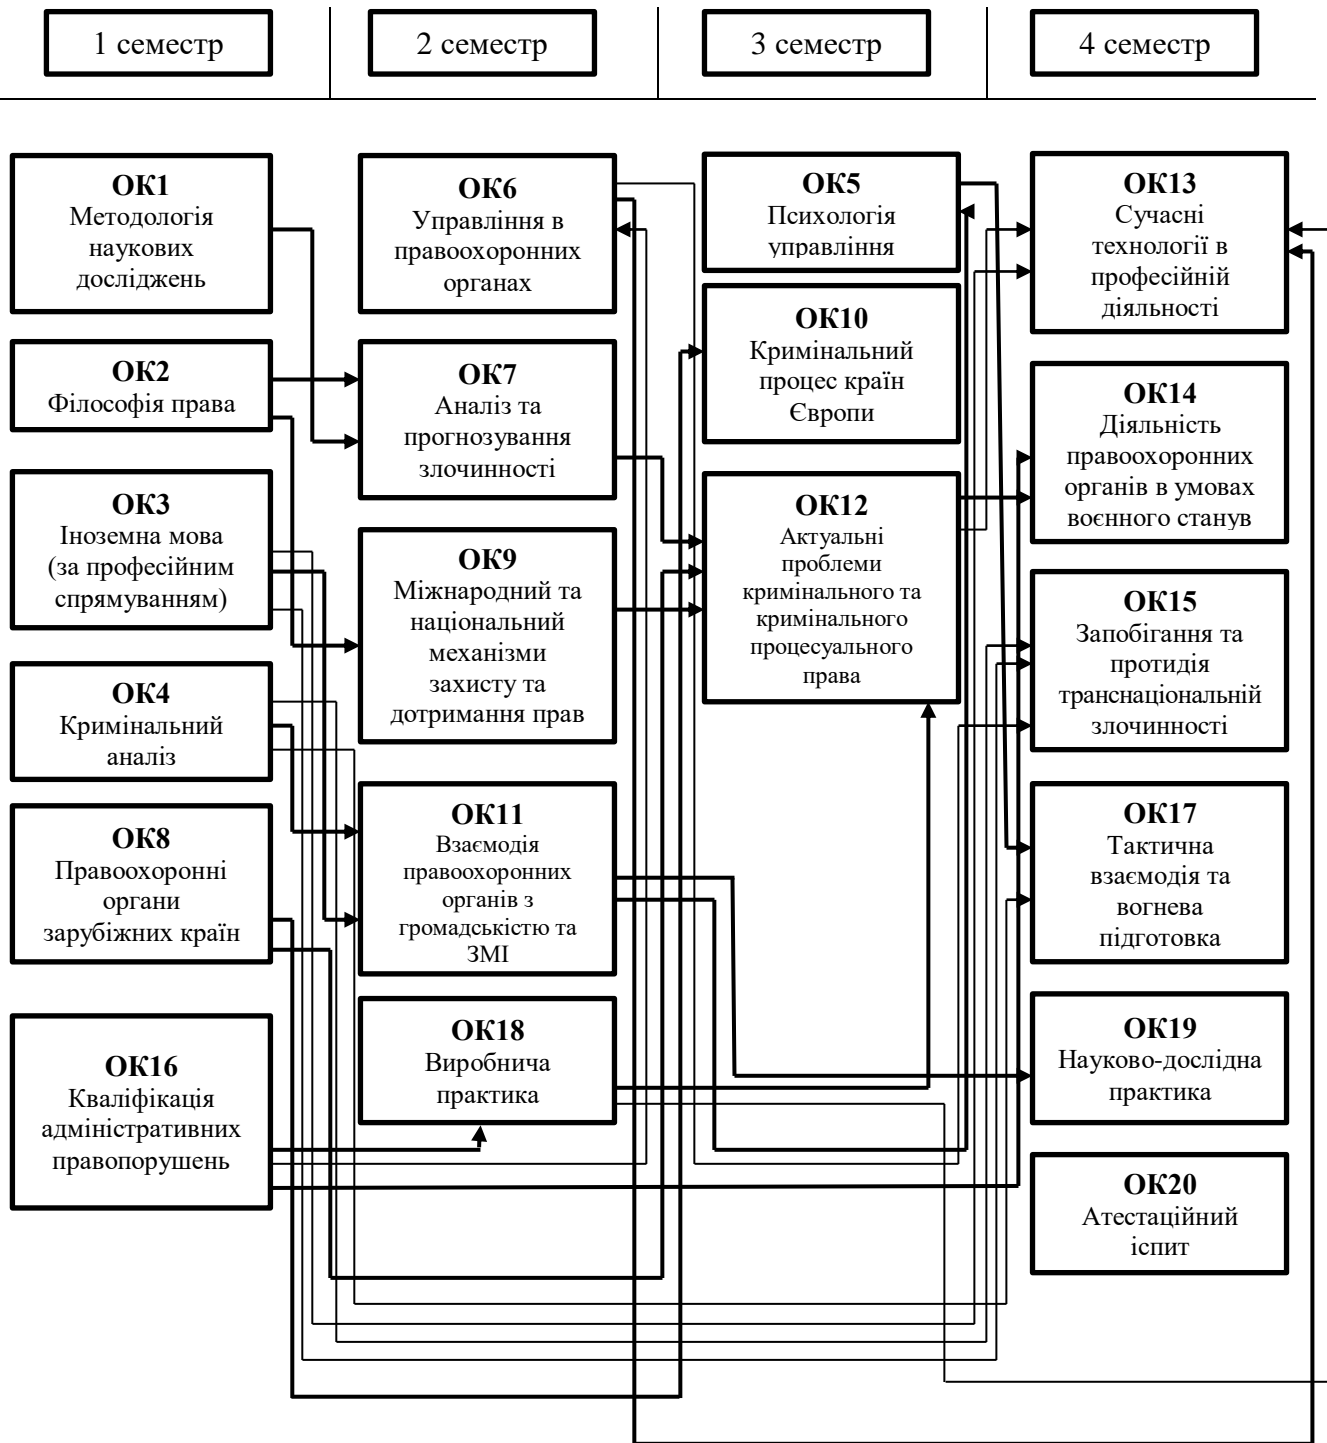 1 семестр
2 семестр
3 семестр
4 семестр
ОК1
Методологія
наукових
досліджень
ОК2
Філософія права
ОК3
Іноземна мова
(за професійним
спрямуванням)
ОК4
Кримінальний
аналіз
ОК8
Правоохоронні
органи
зарубіжних країн
ОК16
Кваліфікація
адміністративних
правопорушень
ОК6
Управління в
правоохоронних
органах
ОК7
Аналіз та
прогнозування
злочинності
ОК9
Міжнародний та
національний
механізми
захисту та
дотримання прав
ОК11
Взаємодія
правоохоронних
органів з
громадськістю та
ЗМІ
ОК18
Виробнича
практика
ОК5
Психологія
управління
ОК10
Кримінальний
процес країн
Європи
ОК12
Актуальні
проблеми
кримінального та
кримінального
процесуального
права
ОК13
Сучасні
технології в
професійній
діяльності
ОК14
Діяльність
правоохоронних
органів в умовах
воєнного станув
ОК15
Запобігання та
протидія
транснаціональній
злочинності
ОК17
Тактична
взаємодія та
вогнева
підготовка
ОК19
Науково-дослідна
практика
ОК20
Атестаційний
іспит